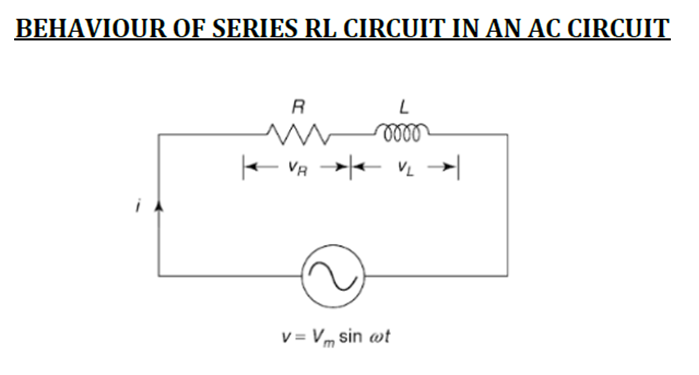 BEHAVIOUR OF SERIES RL CIRCUIT IN AN AC CIRCUIT
R L
v_R v_L
i
v = V_m sin ωt